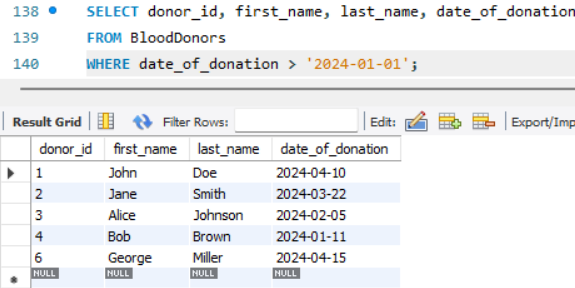 138 SELECT donor_id, first_name, last_name, date_of_donation
139 FROM BloodDonors
140 WHERE date_of_donation > '2024-01-01';
Result Grid Filter Rows: Edit: Export/Imp
donor_id first_name last_name date_of_donation
1 John Doe 2024-04-10
2 Jane Smith 2024-03-22
3 Alice Johnson 2024-02-05
4 Bob Brown 2024-01-11
6 George Miller 2024-04-15
NULL NULL NULL NULL